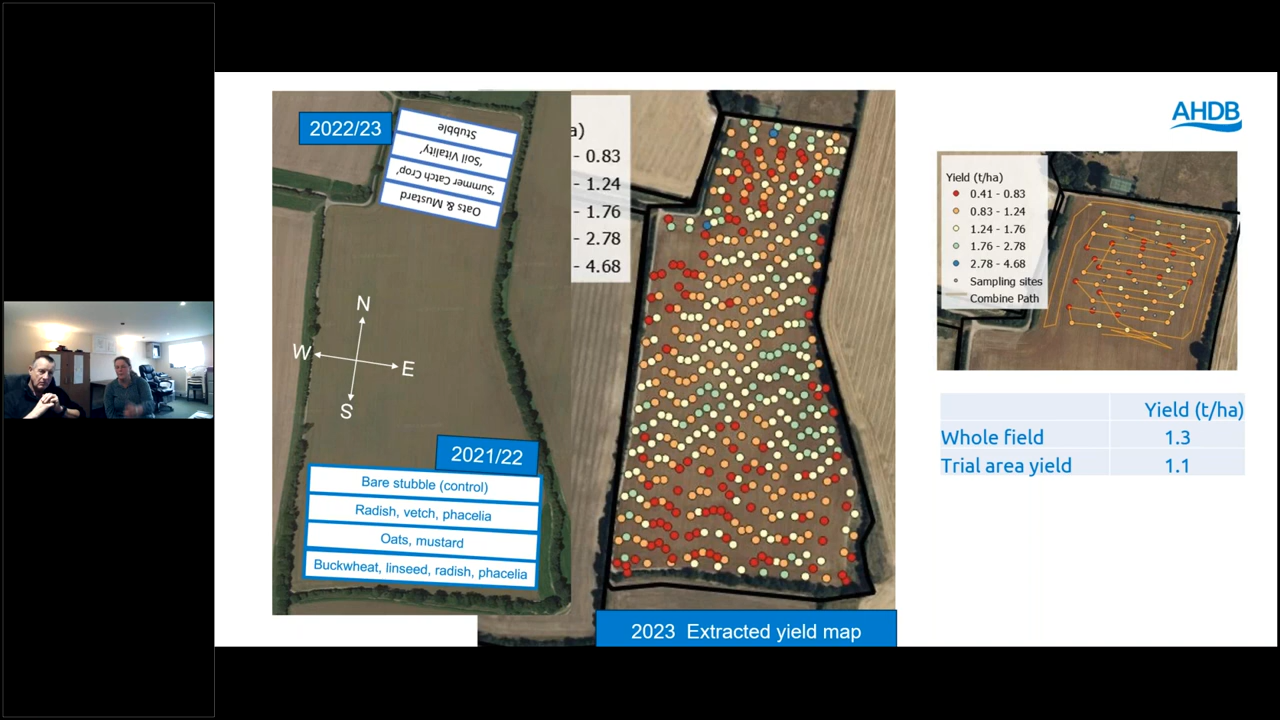 2022/23
Stubble
'Soil Vitality'
'Summer Catch Crop'
Oats & Mustard
N
W
E
S
2021/22
Bare stubble (control)
Radish, vetch, phacelia
Oats, mustard
Buckwheat, linseed, radish, phacelia
a)
- 0.83
- 1.24
- 1.76
- 2.78
- 4.68
2023 Extracted yield map
AHDB
Yield (t/ha)
0.41 - 0.83
0.83 - 1.24
1.24 - 1.76
1.76 - 2.78
2.78 - 4.68
Sampling sites
Combine Path
Yield (t/ha)
Whole field 1.3
Trial area yield 1.1